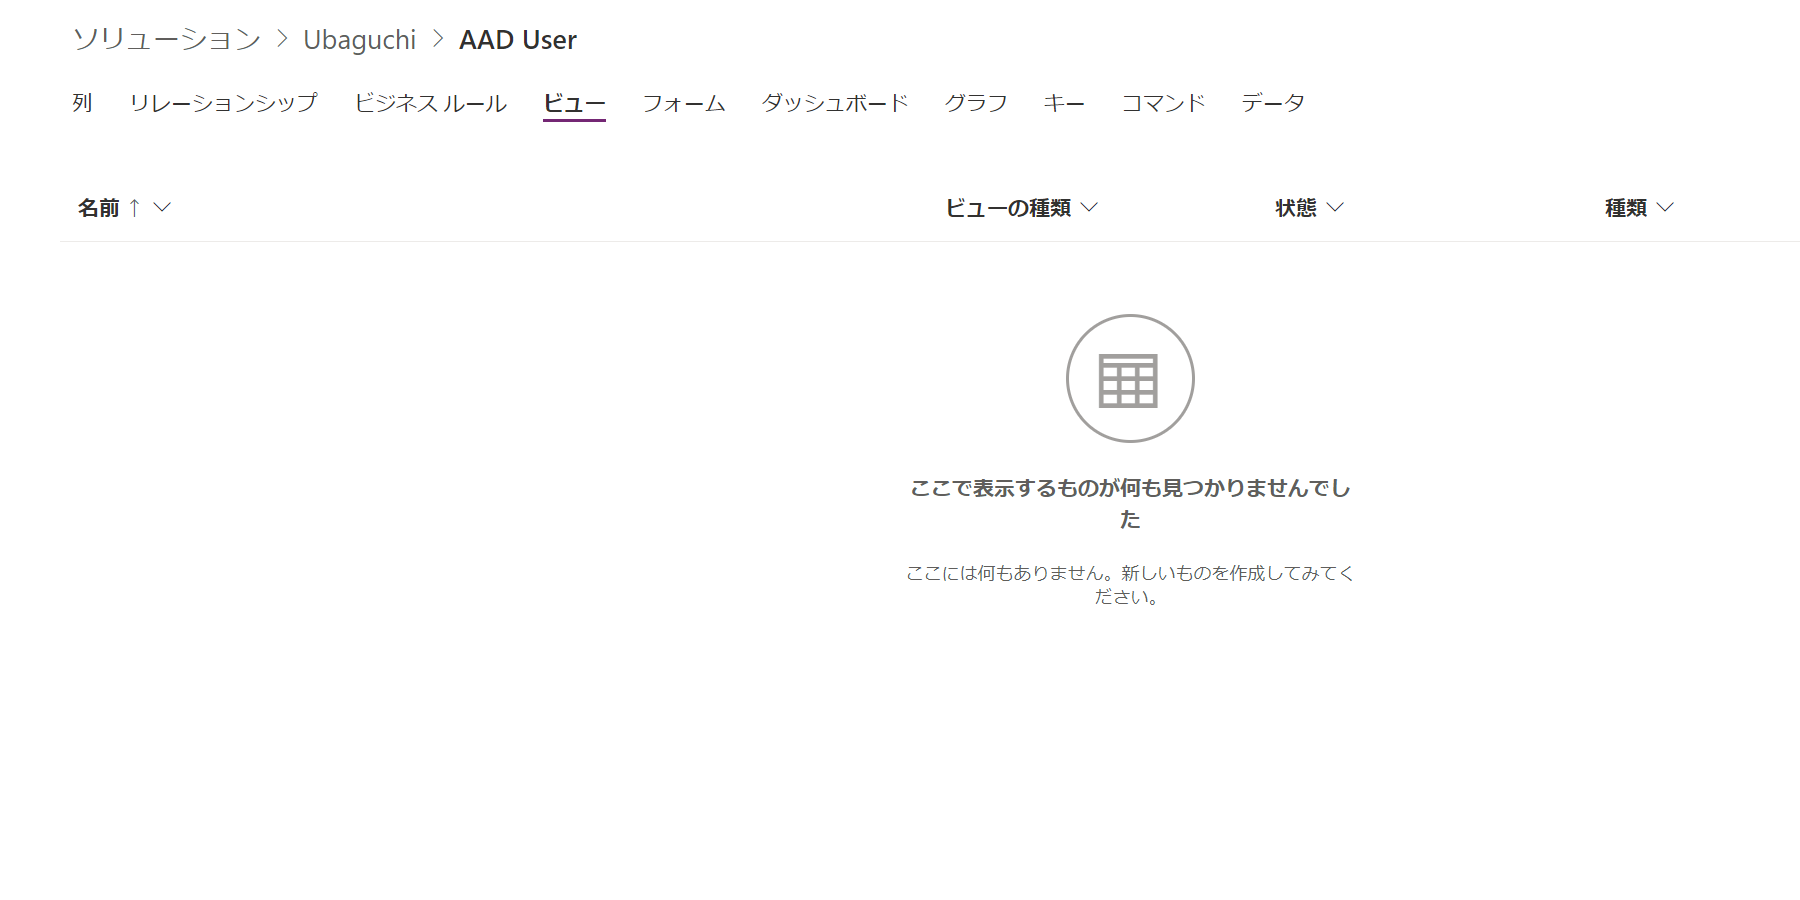 ソリューション > Ubaguchi > AAD User
列 リレーションシップ ビジネス ルール ビュー フォーム ダッシュボード グラフ キー コマンド データ
名前 ↑ ビューの種類 状態 種類
ここで表示するものが何も見つかりませんでし
た
ここには何もありません。新しいものを作成してみてく
ださい。